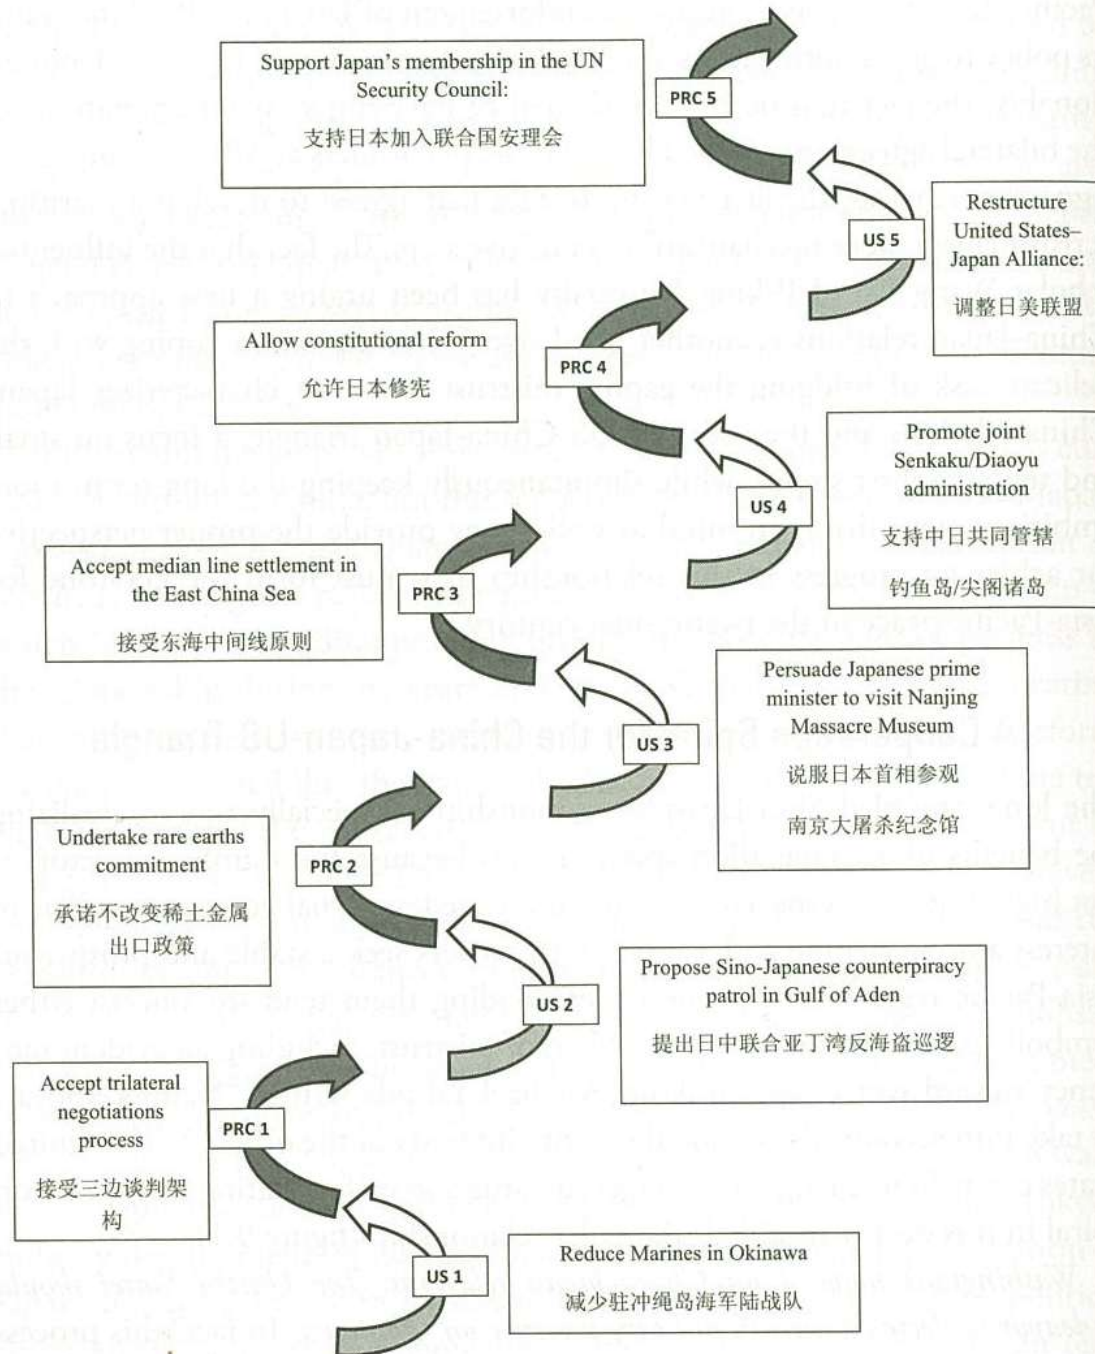 Support Japan's membership in the UN
Security Council:
支持日本加入联合国安理会
PRC 5
US 5
Restructure
United States–
Japan Alliance:
调整日美联盟
Allow constitutional reform
允许日本修宪
PRC 4
US 4
Promote joint
Senkaku/Diaoyu
administration
支持中日共同管辖
钓鱼岛/尖阁诸岛
Accept median line settlement in
the East China Sea
接受东海中间线原则
PRC 3
US 3
Persuade Japanese prime
minister to visit Nanjing
Massacre Museum
说服日本首相参观
南京大屠杀纪念馆
Undertake rare earths
commitment
承诺不改变稀土金属
出口政策
PRC 2
US 2
Propose Sino-Japanese counterpiracy
patrol in Gulf of Aden
提出日中联合亚丁湾反海盗巡逻
Accept trilateral
negotiations
process
接受三边谈判架
构
PRC 1
US 1
Reduce Marines in Okinawa
减少驻冲绳岛海军陆战队